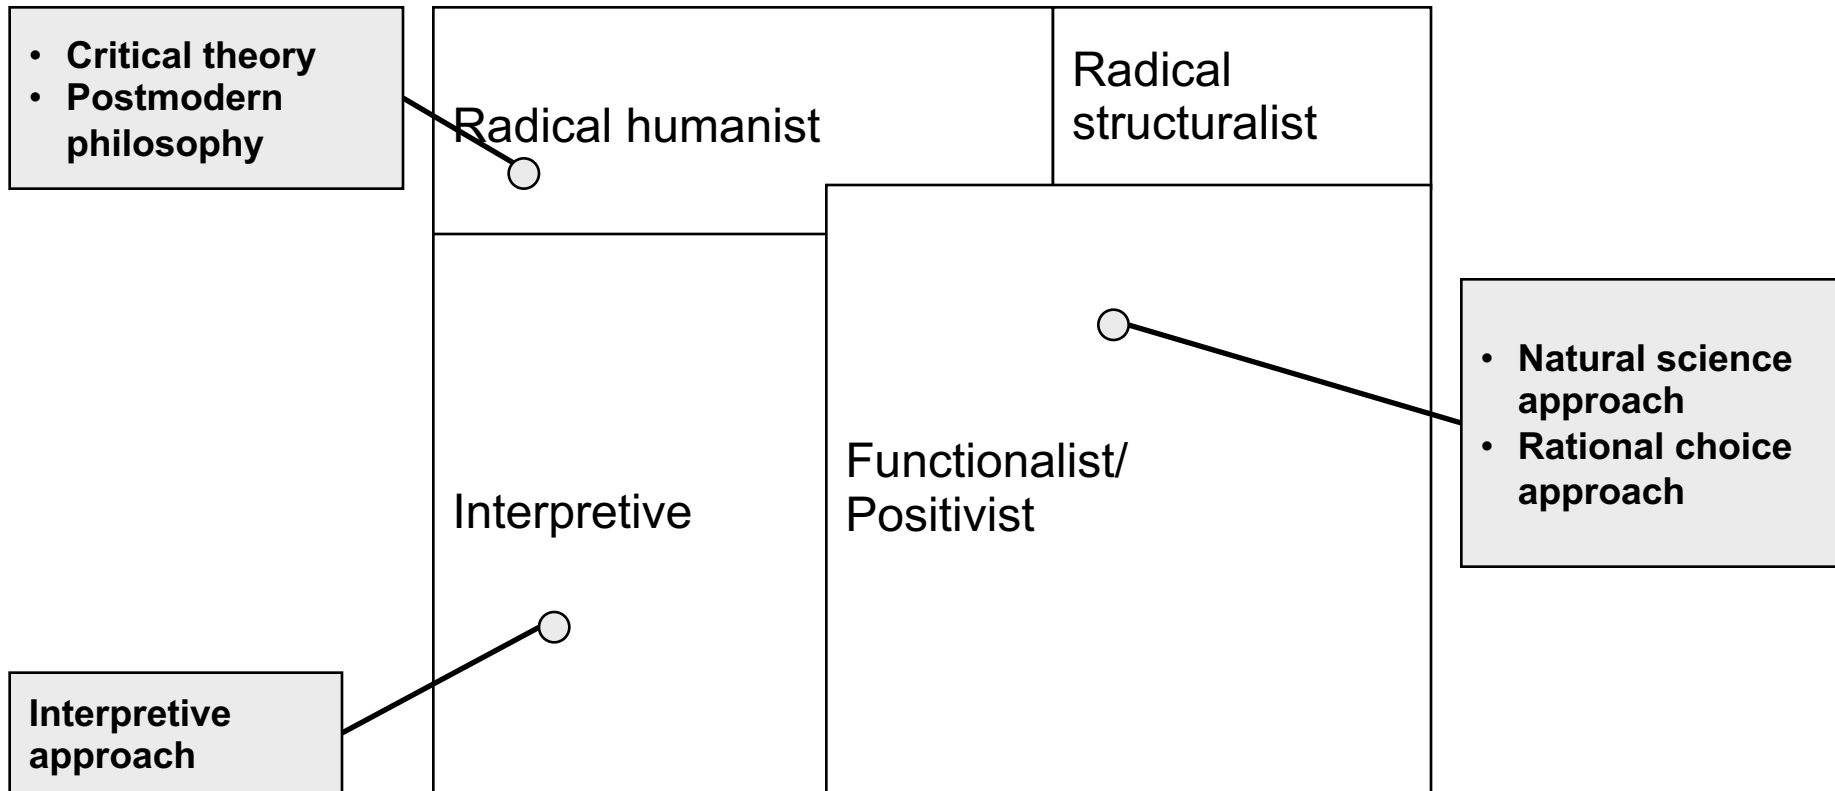 • Critical theory
• Postmodern
philosophy
Radical humanist
Radical
structuralist
• Natural science
approach
• Rational choice
approach
Functionalist/
Positivist
Interpretive
Interpretive
approach